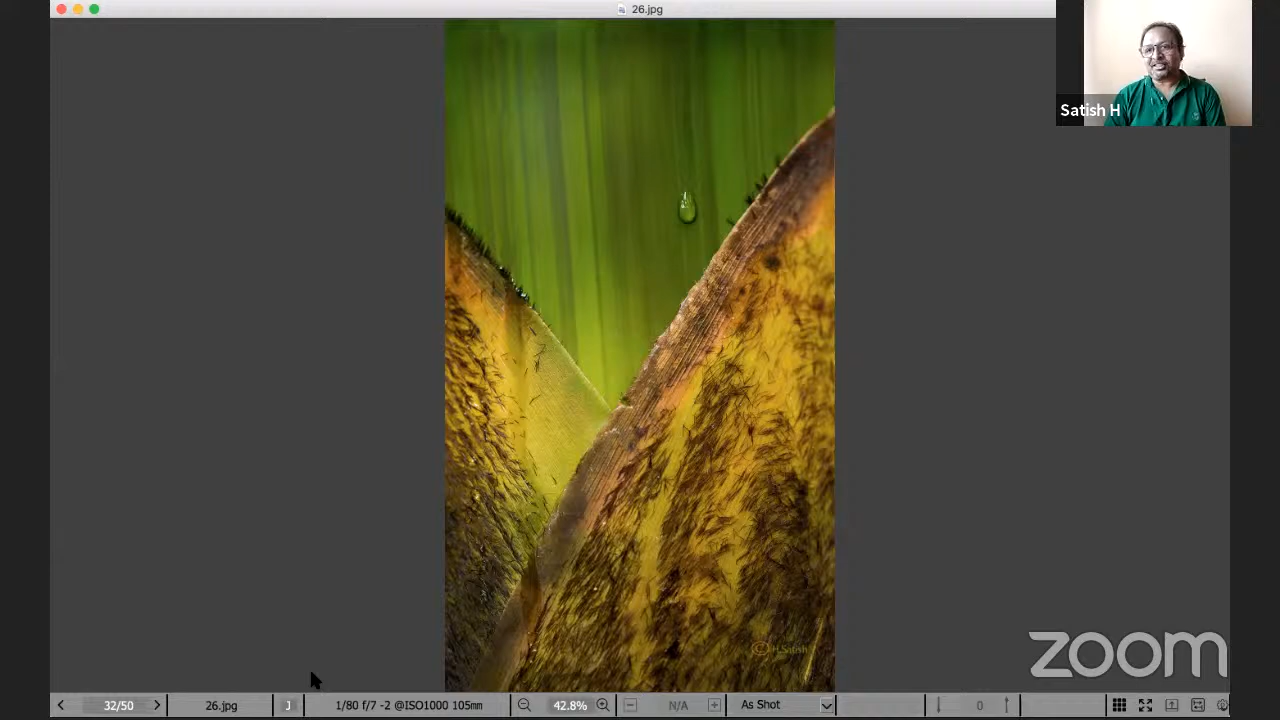 26.jpg
Satish H
© H.Satish
zoom
32/50
26.jpg
J
1/80 f/7 -2 @ISO1000 105mm
42.8%
N/A
As Shot
0